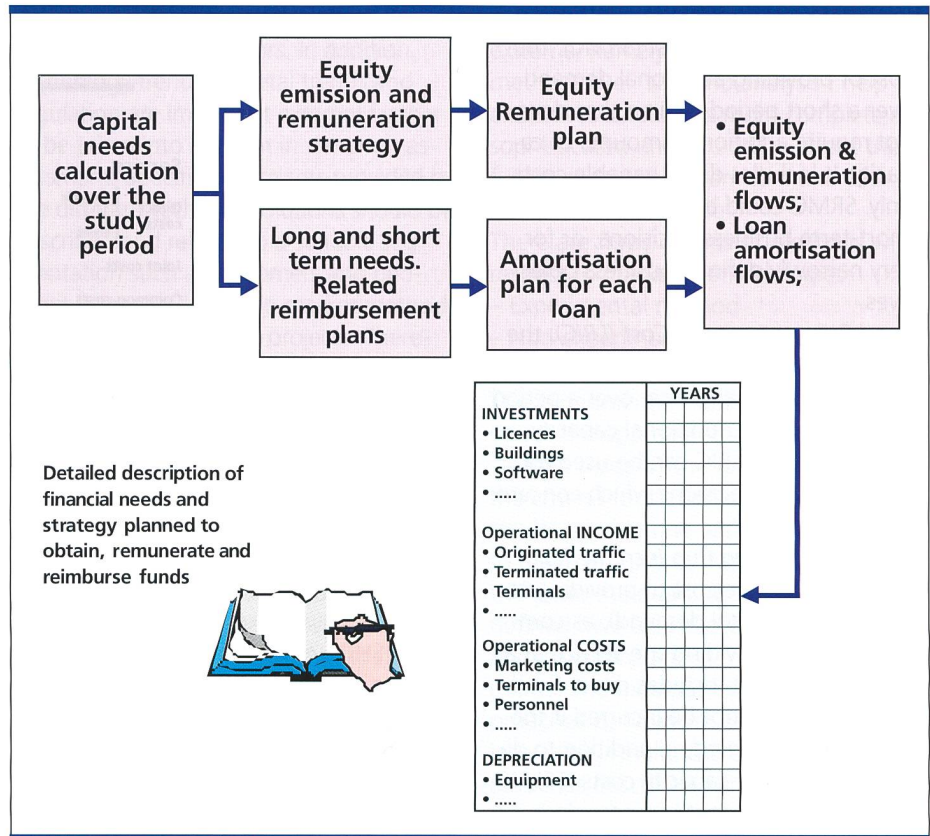 Capital
needs
calculation
over the
study
period
Equity
emission and
remuneration
strategy
Equity
Remuneration
plan
Long and short
term needs.
Related
reimbursement
plans
Amortisation
plan for each
loan
• Equity
emission &
remuneration
flows;
• Loan
amortisation
flows;
YEARS
INVESTMENTS
• Licences
• Buildings
• Software
• .....
Operational INCOME
• Originated traffic
• Terminated traffic
• Terminals
• .....
Operational COSTS
• Marketing costs
• Terminals to buy
• Personnel
• .....
DEPRECIATION
• Equipment
• .....
Detailed description of
financial needs and
strategy planned to
obtain, remunerate and
reimburse funds